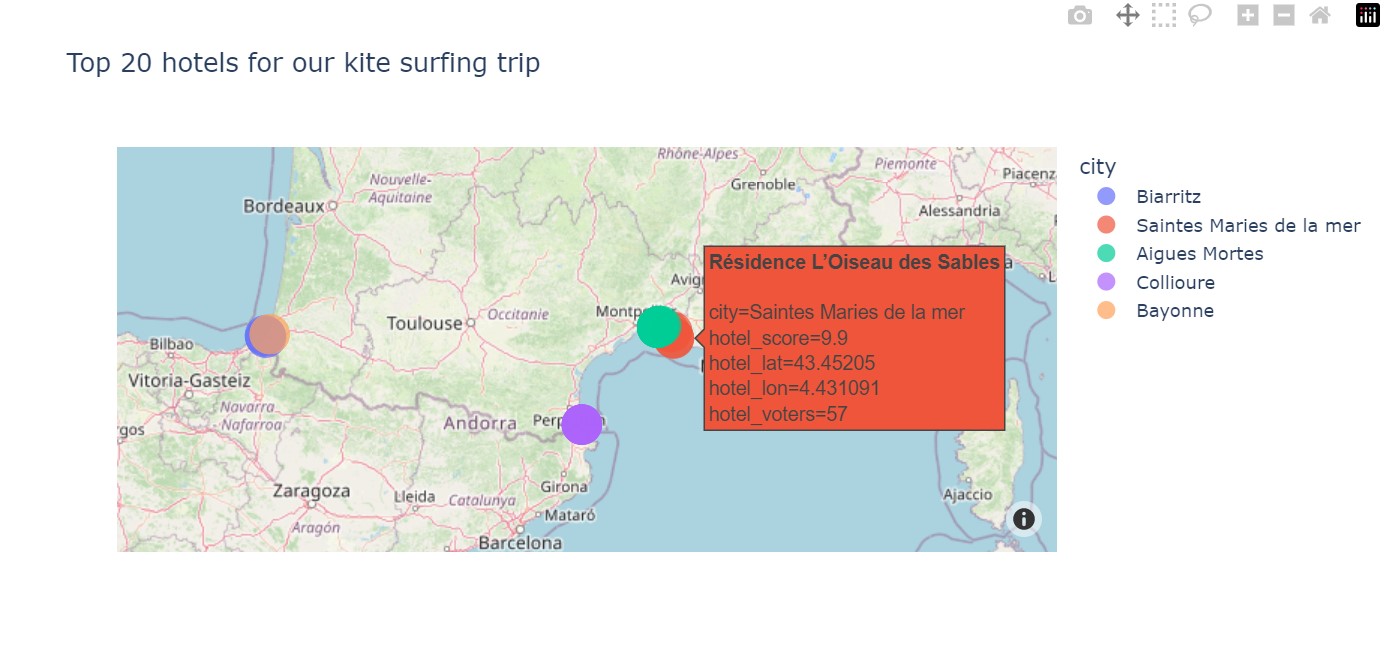 Top 20 hotels for our kite surfing trip
Rhône-Alpes
Piemonte
Piacenz
Nouvelle-
Aquitaine
Grenoble
Bordeaux
Alessandria
Avig
Résidence L'Oiseau des Sables
a
city=Saintes Maries de la mer
hotel_score=9.9
hotel_lat=43.45205
hotel_lon=4.431091
hotel_voters=57
Montp
Toulouse
Occitanie
Bilbao
Vitoria-Gasteiz
Navarra_
Nafarroa
gos
Andorra
Perp
Zaragoza
Lleida
Catalunya
Girona
Mataró
Aragón
Barcelona
Ajaccio
city
Biarritz
Saintes Maries de la mer
Aigues Mortes
Collioure
Bayonne